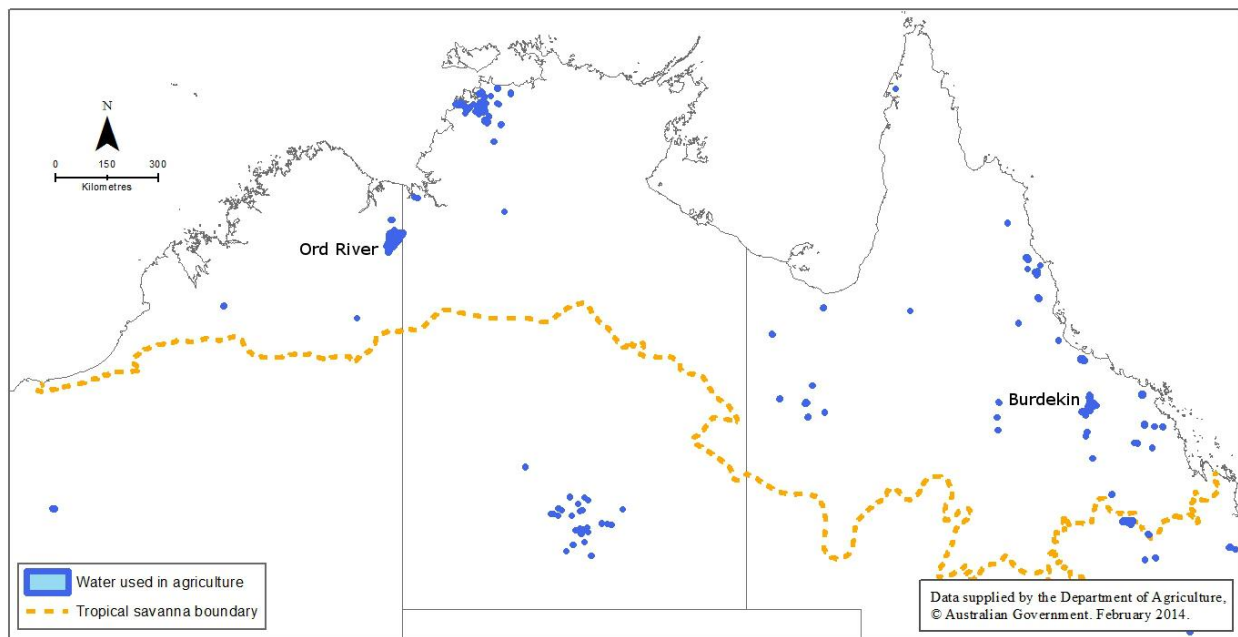 N
0 150 300
Kilometres
Ord River
Burdekin
Water used in agriculture
Tropical savanna boundary
Data supplied by the Department of Agriculture,
© Australian Government. February 2014.